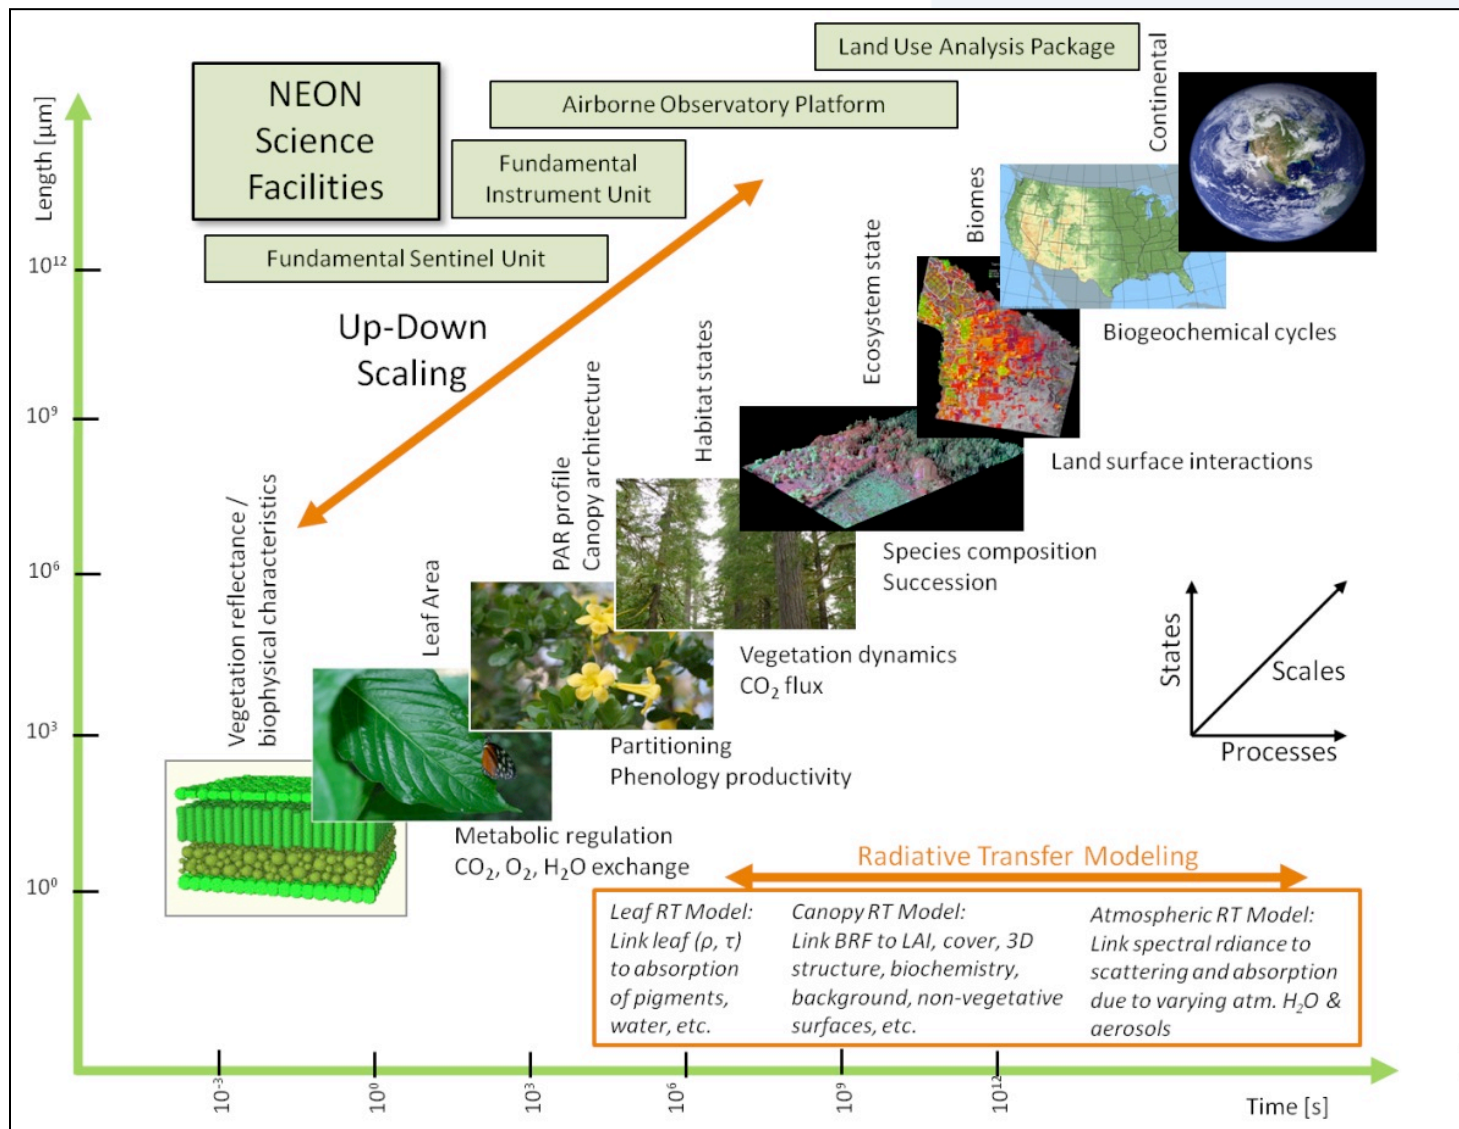 Land Use Analysis Package
Airborne Observatory Platform
NEON
Science
Facilities
Fundamental
Instrument Unit
Fundamental Sentinel Unit
Length [µm]
10¹²
10⁹
10⁶
10³
10⁰
Up-Down
Scaling
Continental
Biomes
Ecosystem state
Habitat states
PAR profile
Canopy architecture
Leaf Area
Vegetation reflectance /
biophysical characteristics
Biogeochemical cycles
Land surface interactions
Species composition
Succession
Vegetation dynamics
CO₂ flux
Partitioning
Phenology productivity
Metabolic regulation
CO₂, O₂, H₂O exchange
States
Scales
Processes
Radiative Transfer Modeling
Leaf RT Model:
Link leaf (ρ, τ)
to absorption
of pigments,
water, etc.
Canopy RT Model:
Link BRF to LAI, cover, 3D
structure, biochemistry,
background, non-vegetative
surfaces, etc.
Atmospheric RT Model:
Link spectral rdiance to
scattering and absorption
due to varying atm. H₂O &
aerosols
10⁻³
10⁰
10³
10⁶
10⁹
10¹²
Time [s]